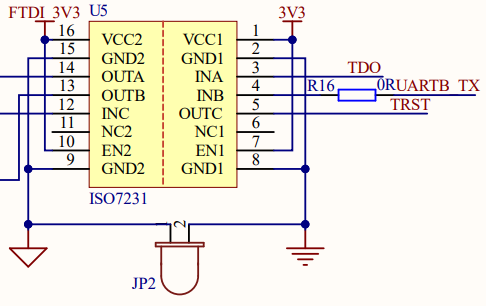 FTDI_3V3 U5 3V3
16 VCC2 VCC1 1
15 GND2 GND1 2
14 OUTA INA 3 TDO
13 OUTB INB 4 R16 0R UARTB_TX
12 INC OUTC 5 TRST
11 NC2 NC1 6
10 EN2 EN1 7
9 GND2 GND1 8
ISO7231
1 2
JP2